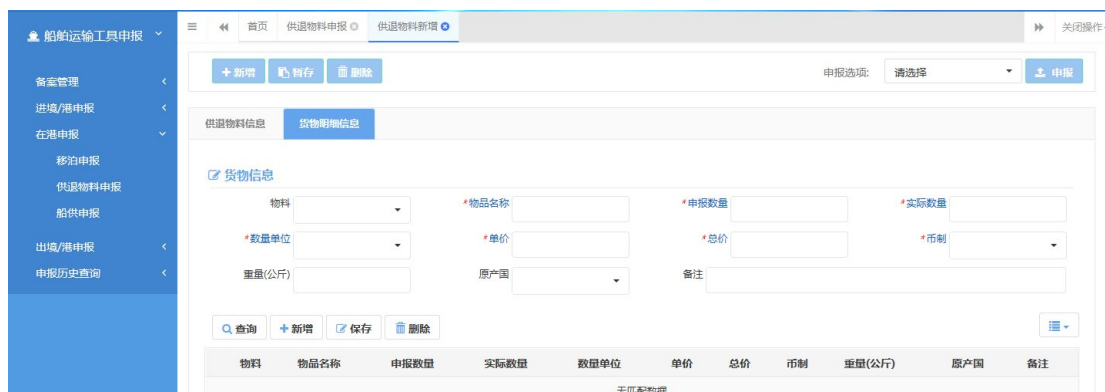 船舶运输工具申报
首页 供退物料申报 供退物料新增 关闭操作
新增 暂存 删除 申报选项: 请选择 申报
备案管理
进境/港申报
在港申报
移泊申报
供退物料申报
船供申报
出境/港申报
申报历史查询
供退物料信息 货物明细信息
货物信息
物料 *物品名称 *申报数量 *实际数量
*数量单位 *单价 *总价 *币制
重量(公斤) 原产国 备注
查询 新增 保存 删除
物料 物品名称 申报数量 实际数量 数量单位 单价 总价 币制 重量(公斤) 原产国 备注
无匹配数据